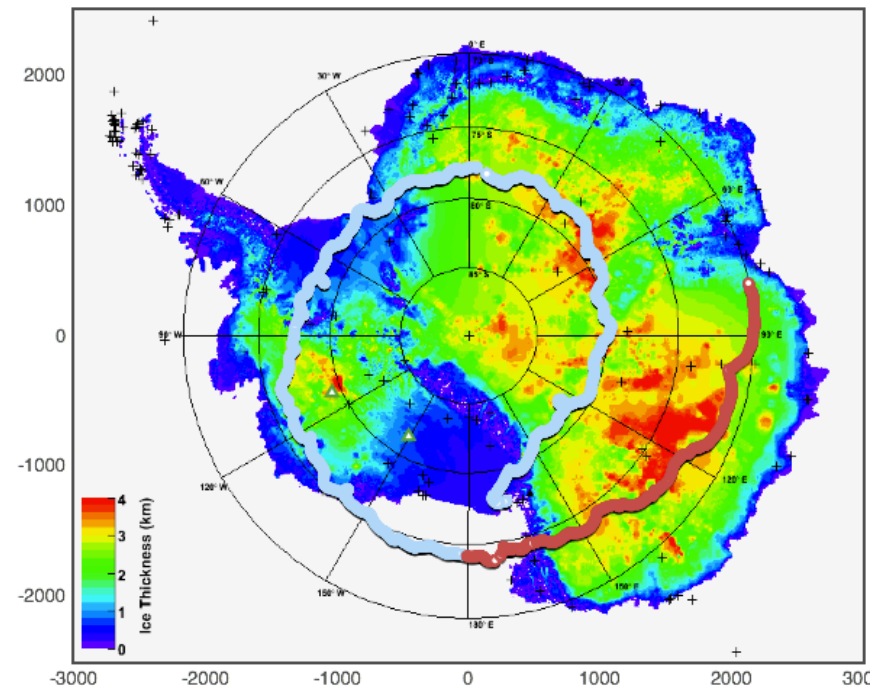 2000
1000
0
-1000
-2000
-3000
-2000
-1000
0
1000
2000
300
0° E
75° S
80° S
85° S
30° W
60° W
90° W
120° W
150° W
180° E
150° E
120° E
90° E
60° E
4
3
2
1
0
Ice Thickness (km)